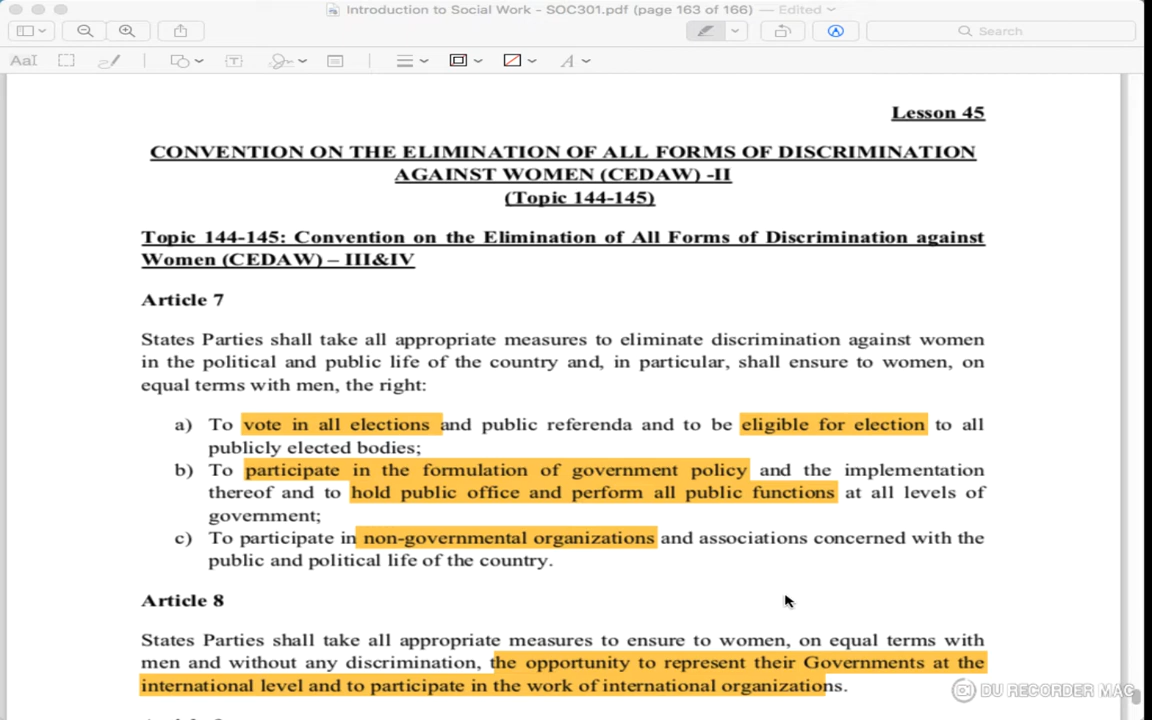 Introduction to Social Work - SOC301.pdf (page 163 of 166) — Edited
Search
AaI
T
A
Lesson 45
CONVENTION ON THE ELIMINATION OF ALL FORMS OF DISCRIMINATION
AGAINST WOMEN (CEDAW) -II
(Topic 144-145)
Topic 144-145: Convention on the Elimination of All Forms of Discrimination against
Women (CEDAW) – III&IV
Article 7
States Parties shall take all appropriate measures to eliminate discrimination against women
in the political and public life of the country and, in particular, shall ensure to women, on
equal terms with men, the right:
a) To vote in all elections and public referenda and to be eligible for election to all
publicly elected bodies;
b) To participate in the formulation of government policy and the implementation
thereof and to hold public office and perform all public functions at all levels of
government;
c) To participate in non-governmental organizations and associations concerned with the
public and political life of the country.
Article 8
States Parties shall take all appropriate measures to ensure to women, on equal terms with
men and without any discrimination, the opportunity to represent their Governments at the
international level and to participate in the work of international organizations.
DU RECORDER MAC